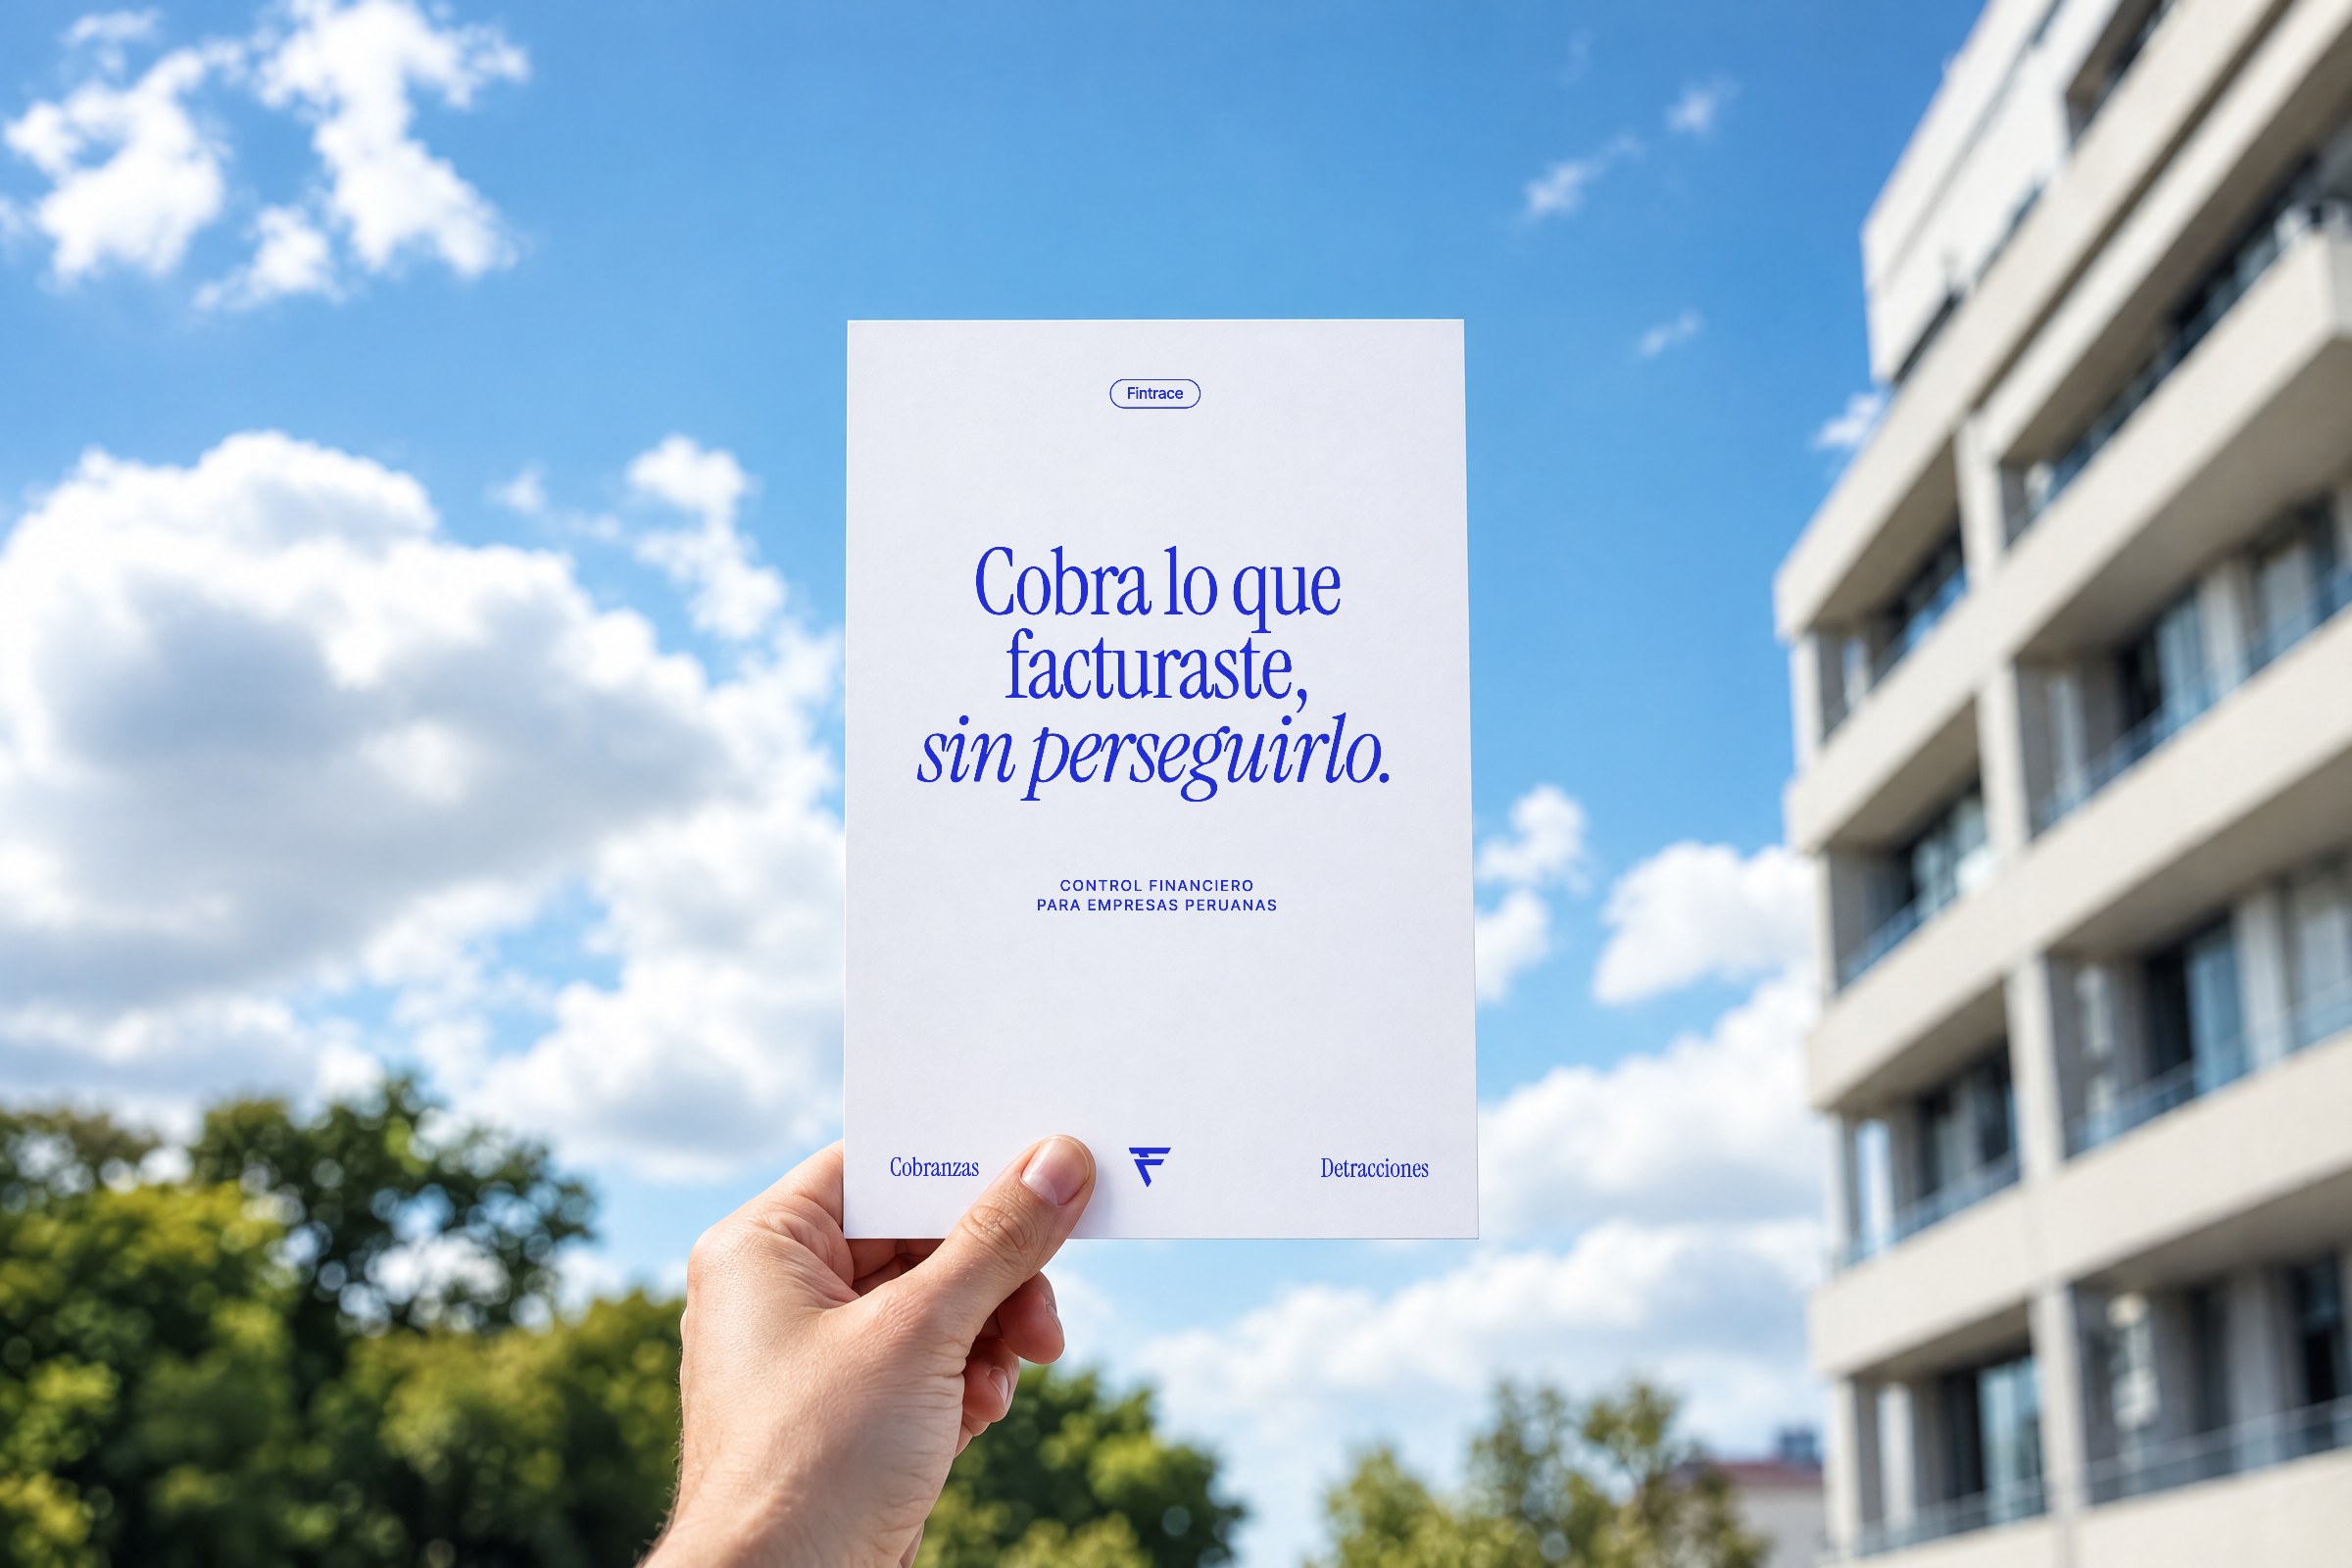 Fintrace
Cobra lo que
facturaste,
sin perseguirlo.
CONTROL FINANCIERO
PARA EMPRESAS PERUANAS
Cobranzas
Detracciones